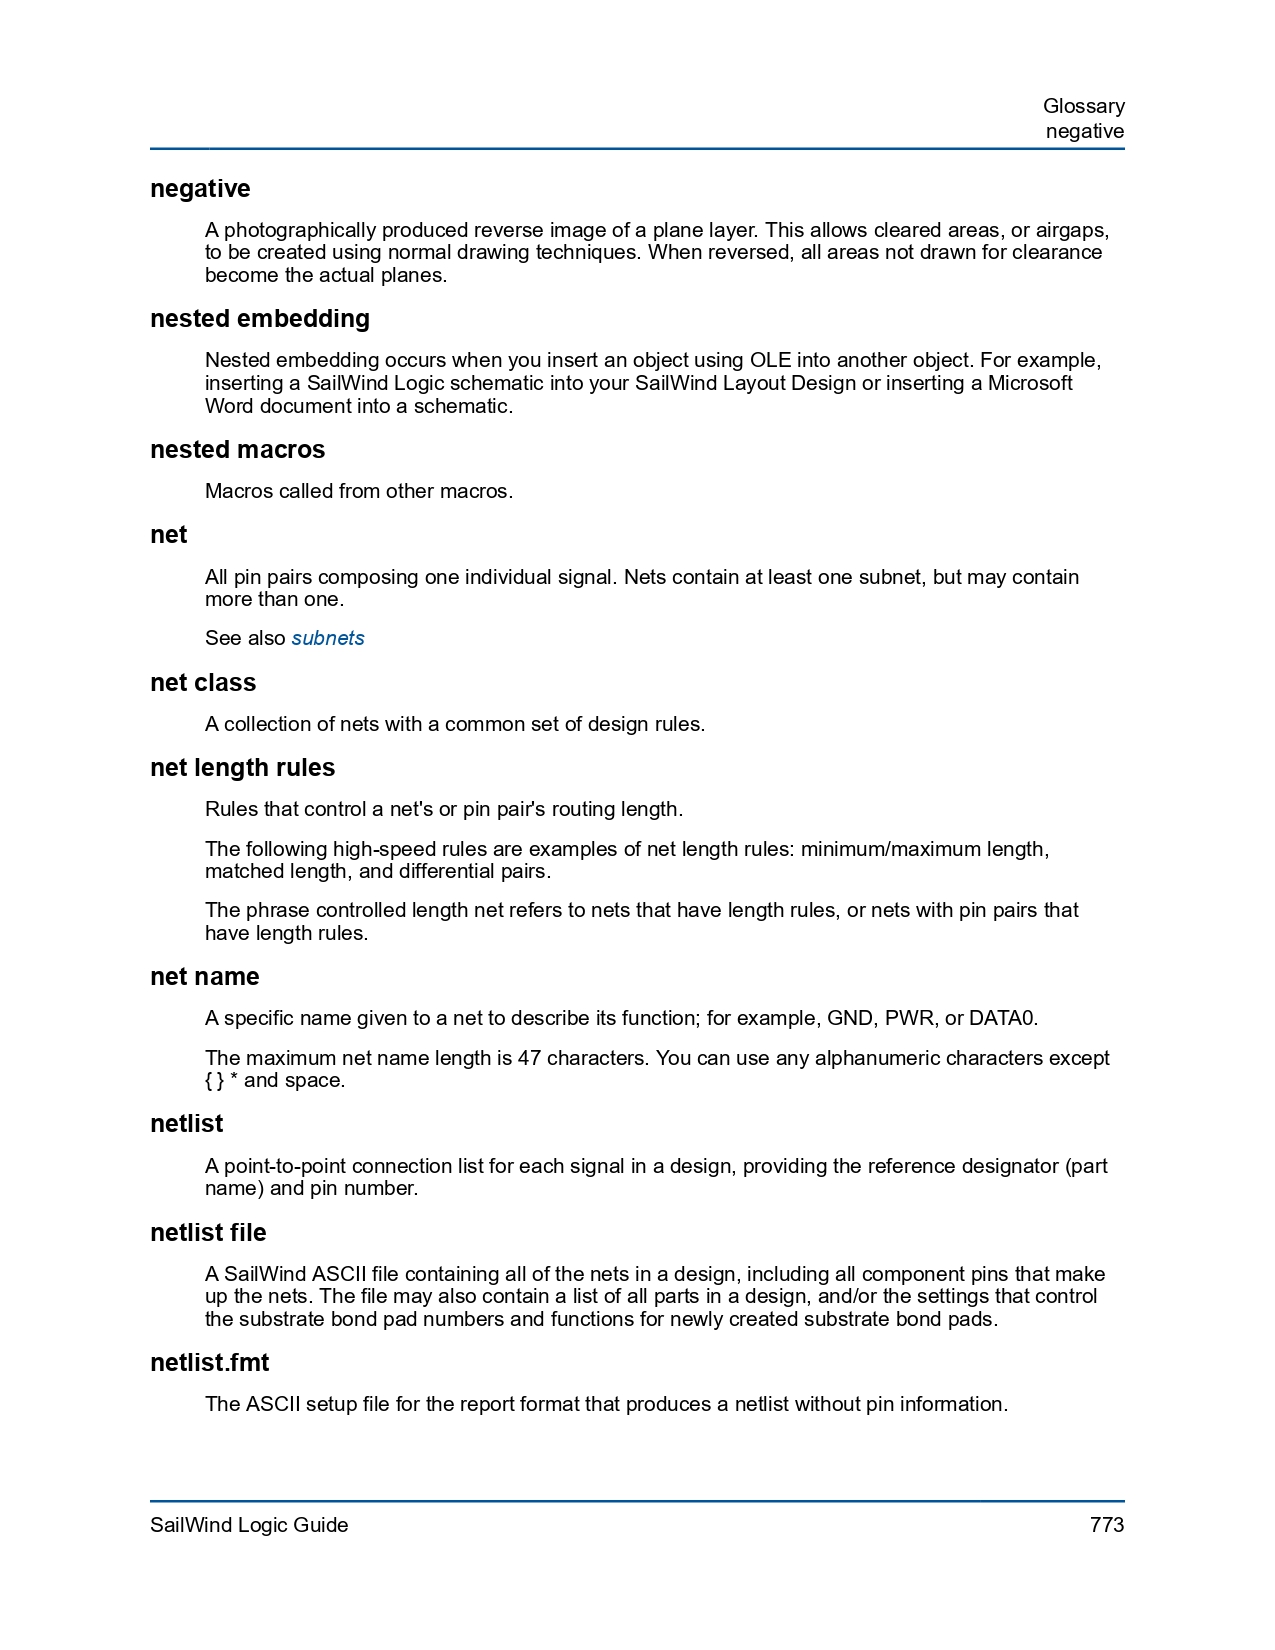 Glossary
negative
negative
A photographically produced reverse image of a plane layer. This allows cleared areas, or airgaps,
to be created using normal drawing techniques. When reversed, all areas not drawn for clearance
become the actual planes.
nested embedding
Nested embedding occurs when you insert an object using OLE into another object. For example,
inserting a SailWind Logic schematic into your SailWind Layout Design or inserting a Microsoft
Word document into a schematic.
nested macros
Macros called from other macros.
net
All pin pairs composing one individual signal. Nets contain at least one subnet, but may contain
more than one.
See also subnets
net class
A collection of nets with a common set of design rules.
net length rules
Rules that control a net's or pin pair's routing length.
The following high-speed rules are examples of net length rules: minimum/maximum length,
matched length, and differential pairs.
The phrase controlled length net refers to nets that have length rules, or nets with pin pairs that
have length rules.
net name
A specific name given to a net to describe its function; for example, GND, PWR, or DATA0.
The maximum net name length is 47 characters. You can use any alphanumeric characters except
{ } * and space.
netlist
A point-to-point connection list for each signal in a design, providing the reference designator (part
name) and pin number.
netlist file
A SailWind ASCII file containing all of the nets in a design, including all component pins that make
up the nets. The file may also contain a list of all parts in a design, and/or the settings that control
the substrate bond pad numbers and functions for newly created substrate bond pads.
netlist.fmt
The ASCII setup file for the report format that produces a netlist without pin information.
SailWind Logic Guide
773